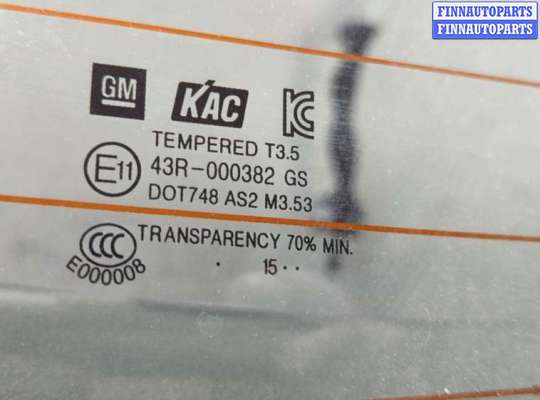 FINNAUTOPARTS
FINNAUTOPARTS
GM KAC KC
TEMPERED T3.5
E11 43R-000382 GS
DOT748 AS2 M3.53
CCC TRANSPARENCY 70% MIN.
E000008 · 15 · ·